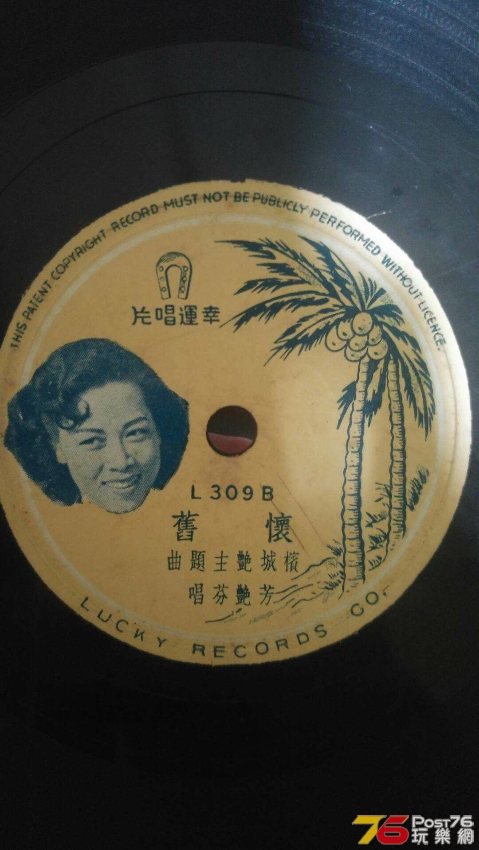 THIS PATENT COPYRIGHT RECORD MUST NOT BE PUBLICLY PERFORMED WITHOUT LICENCE.
幸運唱片
L 309 B
懷舊
檳城艷主題曲
芳艷芬唱
LUCKY RECORDS CO.
76 POST76
玩樂網